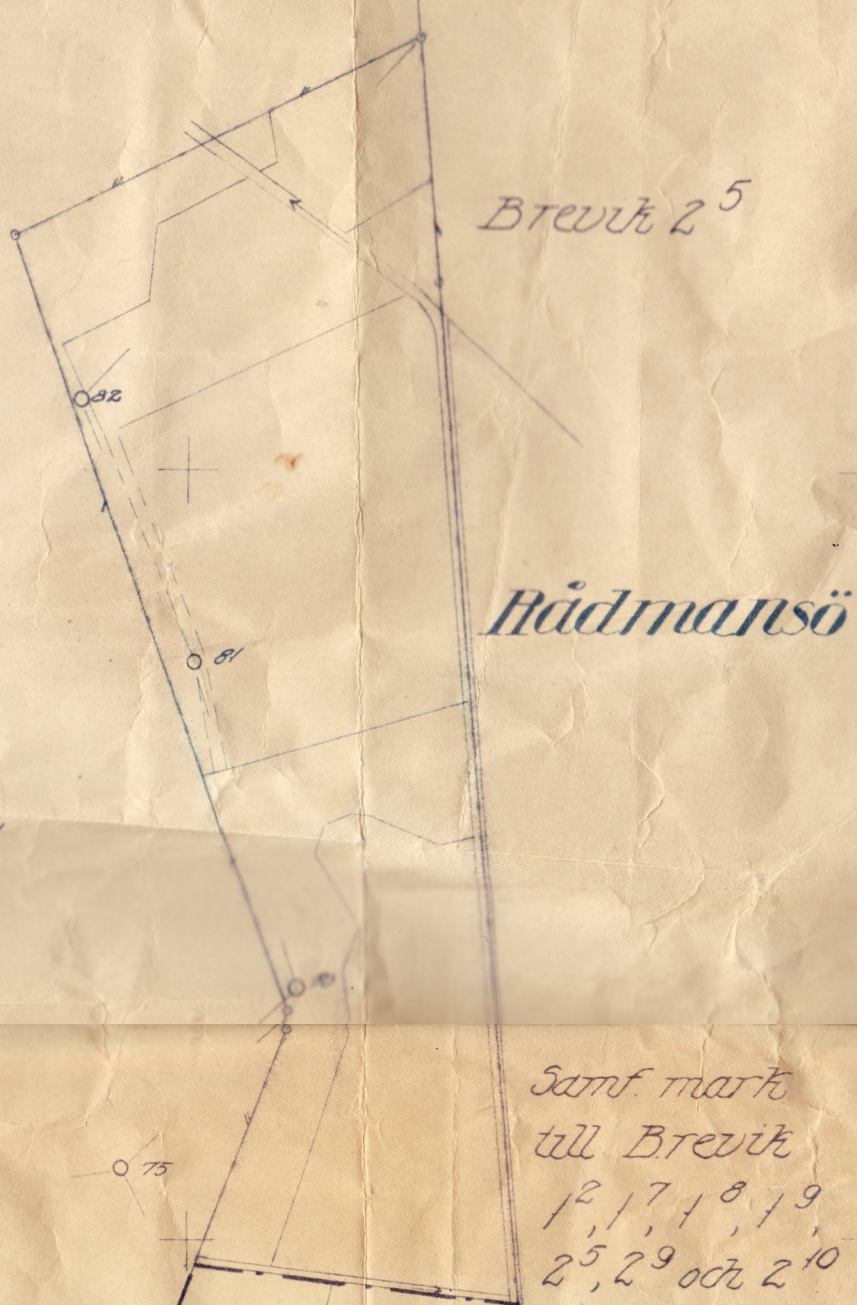 Brevik 2⁵
82
Rådmansö
81
Samf. mark
till Brevik
75
1², 1⁷, 1⁸, 1⁹,
2⁵, 2⁹ och 2¹⁰